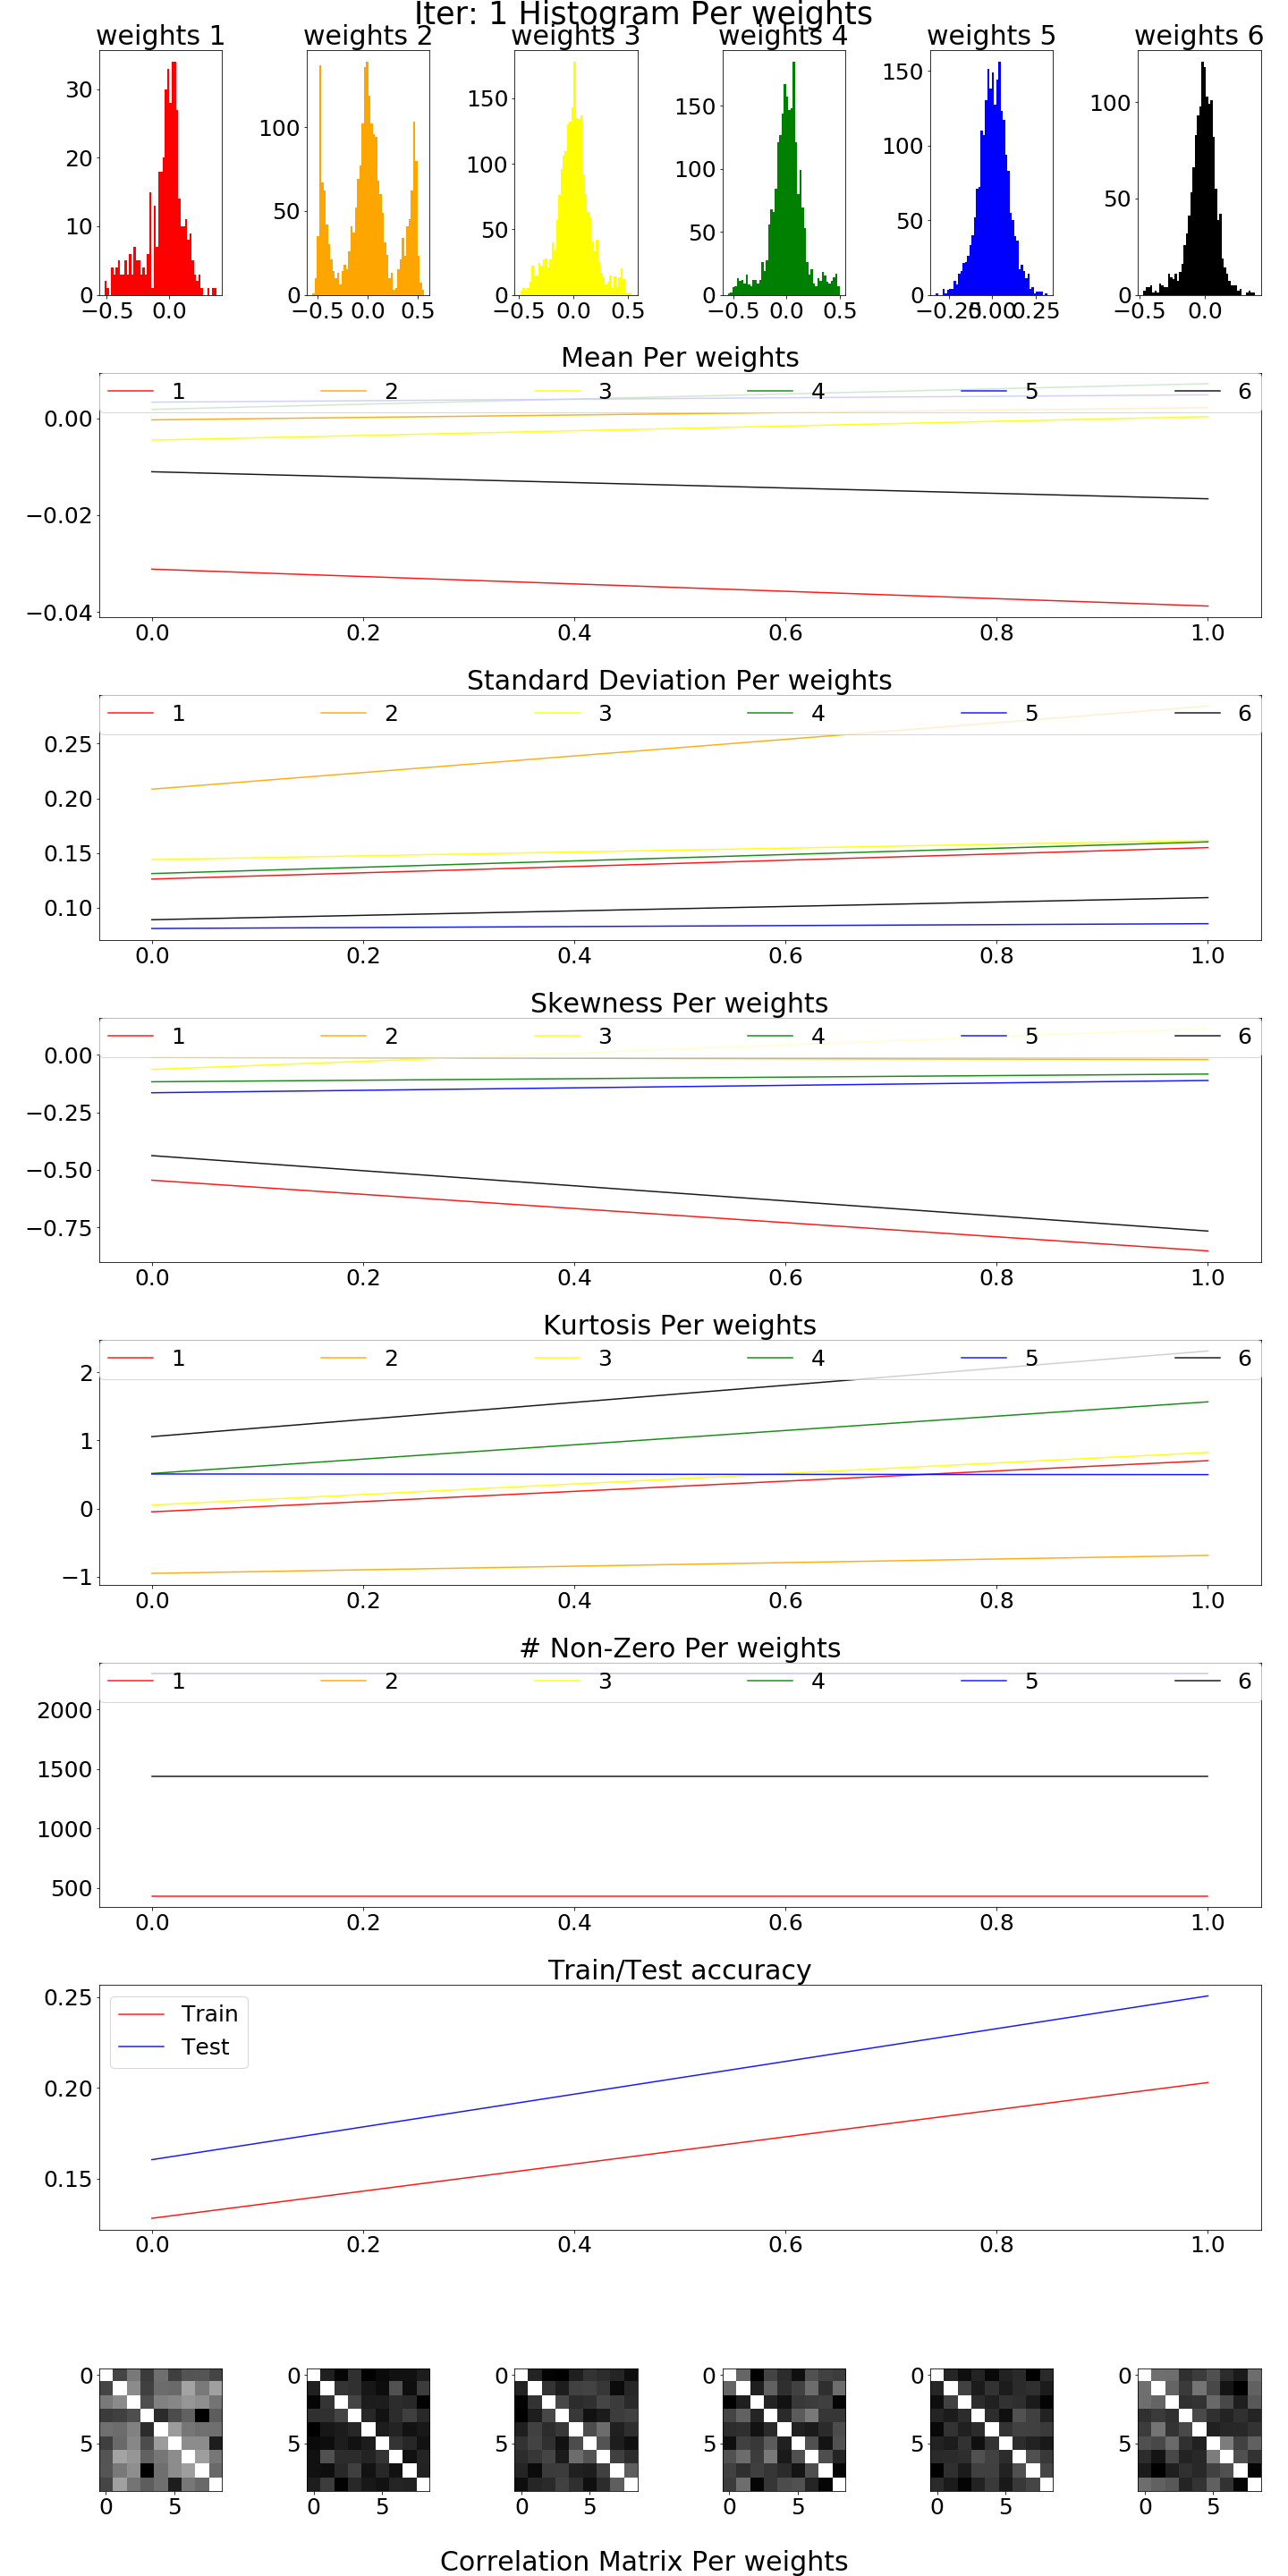 Iter: 1 Histogram Per weights
weights 1 weights 2 weights 3 weights 4 weights 5 weights 6
30
20
10
0
−0.5 0.0
100
50
0
−0.5 0.0 0.5
150
100
50
0
−0.5 0.0 0.5
150
100
50
0
−0.5 0.0 0.5
150
100
50
0
−0.25 0.00 0.25
100
50
0
−0.5 0.0
Mean Per weights
1 2 3 4 5 6
0.00
−0.02
−0.04
0.0 0.2 0.4 0.6 0.8 1.0
Standard Deviation Per weights
1 2 3 4 5 6
0.25
0.20
0.15
0.10
0.0 0.2 0.4 0.6 0.8 1.0
Skewness Per weights
1 2 3 4 5 6
0.00
−0.25
−0.50
−0.75
0.0 0.2 0.4 0.6 0.8 1.0
Kurtosis Per weights
1 2 3 4 5 6
2
1
0
−1
0.0 0.2 0.4 0.6 0.8 1.0
# Non-Zero Per weights
1 2 3 4 5 6
2000
1500
1000
500
0.0 0.2 0.4 0.6 0.8 1.0
Train/Test accuracy
Train
Test
0.25
0.20
0.15
0.0 0.2 0.4 0.6 0.8 1.0
0 0 0 0 0 0
5 5 5 5 5 5
0 5 0 5 0 5 0 5 0 5 0 5
Correlation Matrix Per weights